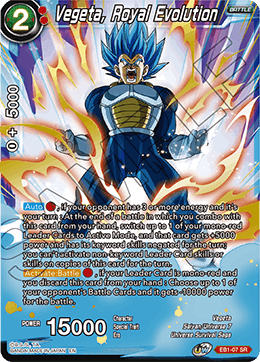 BATTLE
2 Vegeta, Royal Evolution
0 + 5000
Auto , if your opponent has 3 or more energy and it's
your turn : At the end of a battle in which you combo with
this card from your hand, switch up to 1 of your mono-red
Leader Cards to Active Mode, and that card gets +5000
power and has its keyword skills negated for the turn,
you can't activate non-keyword Leader Card skills or
skills on copies of this card for the turn.
Activate Battle , if your Leader Card is mono-red and
you discard this card from your hand : Choose up to 1 of
your opponent's Battle Cards and it gets -10000 power
for the battle.
POWER 15000
Character Vegeta
Special Trait Saiyan Universe 7
Era Universe Survival Saga
MADE IN JAPAN EN
EB1-07 SR